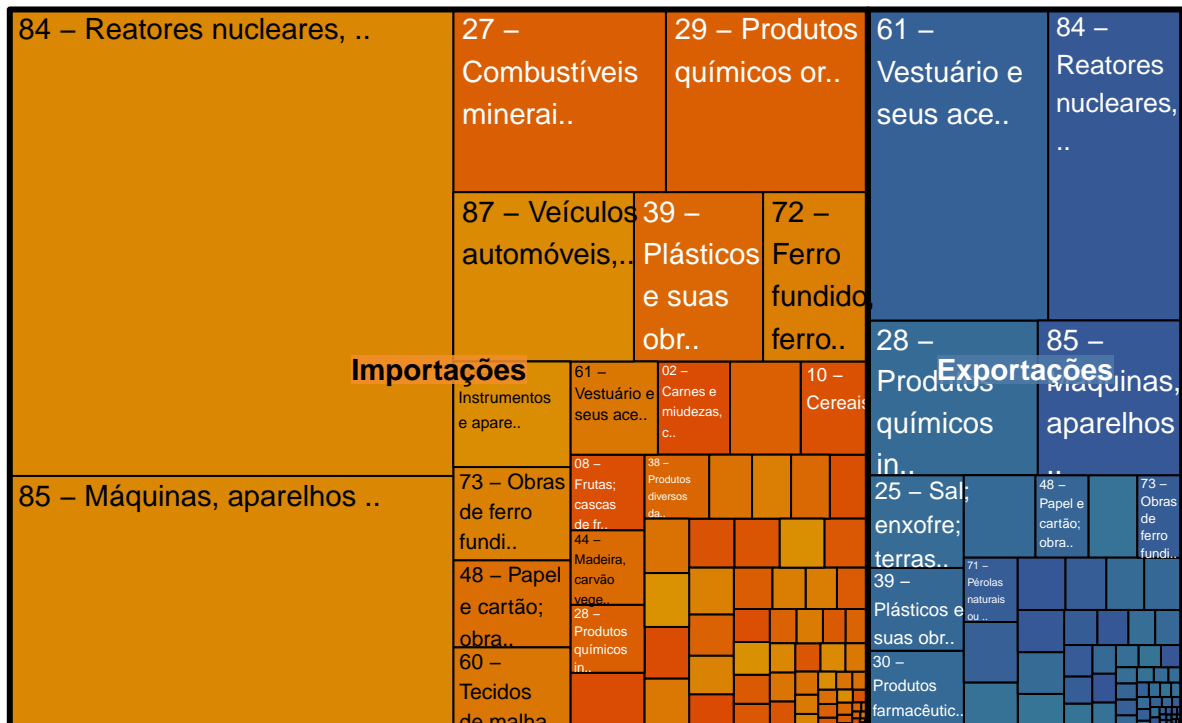 84 – Reatores nucleares, ..
85 – Máquinas, aparelhos ..
27 –
Combustíveis
minerai..
29 – Produtos
químicos or..
87 – Veículos
automóveis,..
39 –
Plásticos
e suas
obr..
72 –
Ferro
fundido,
ferro..
Importações
Instrumentos
e apare..
61 –
Vestuário e
seus ace..
02 –
Carnes e
miudezas,
c..
10 –
Cereais
73 – Obras
de ferro
fundi..
08 –
Frutas;
cascas
de fr..
38 –
Produtos
diversos
da..
44 –
Madeira,
carvão
vege..
48 – Papel
e cartão;
obra..
28 –
Produtos
químicos
in..
60 –
Tecidos
de malha
61 –
Vestuário e
seus ace..
84 –
Reatores
nucleares,
..
28 –
Produtos
químicos
in..
Exportações
85 –
Máquinas,
aparelhos
..
25 – Sal;
enxofre;
terras..
48 –
Papel e
cartão;
obra..
73 –
Obras
de
ferro
fundi..
39 –
Plásticos e
suas obr..
71 –
Pérolas
naturais
ou ..
30 –
Produtos
farmacêutic..